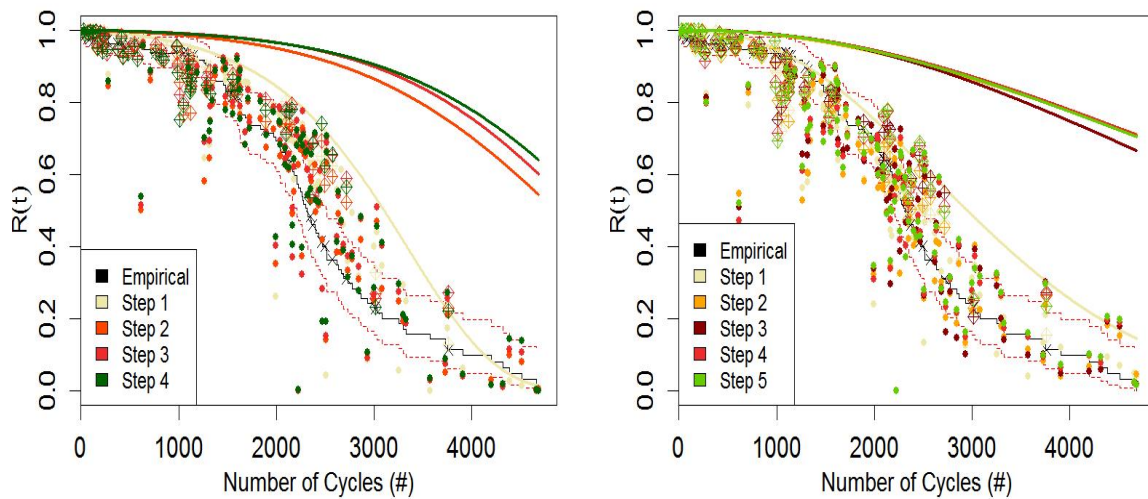 R(t)
1.0
0.8
0.6
0.4
0.2
0.0
Empirical
Step 1
Step 2
Step 3
Step 4
0 1000 2000 3000 4000
Number of Cycles (#)
R(t)
1.0
0.8
0.6
0.4
0.2
0.0
Empirical
Step 1
Step 2
Step 3
Step 4
Step 5
0 1000 2000 3000 4000
Number of Cycles (#)